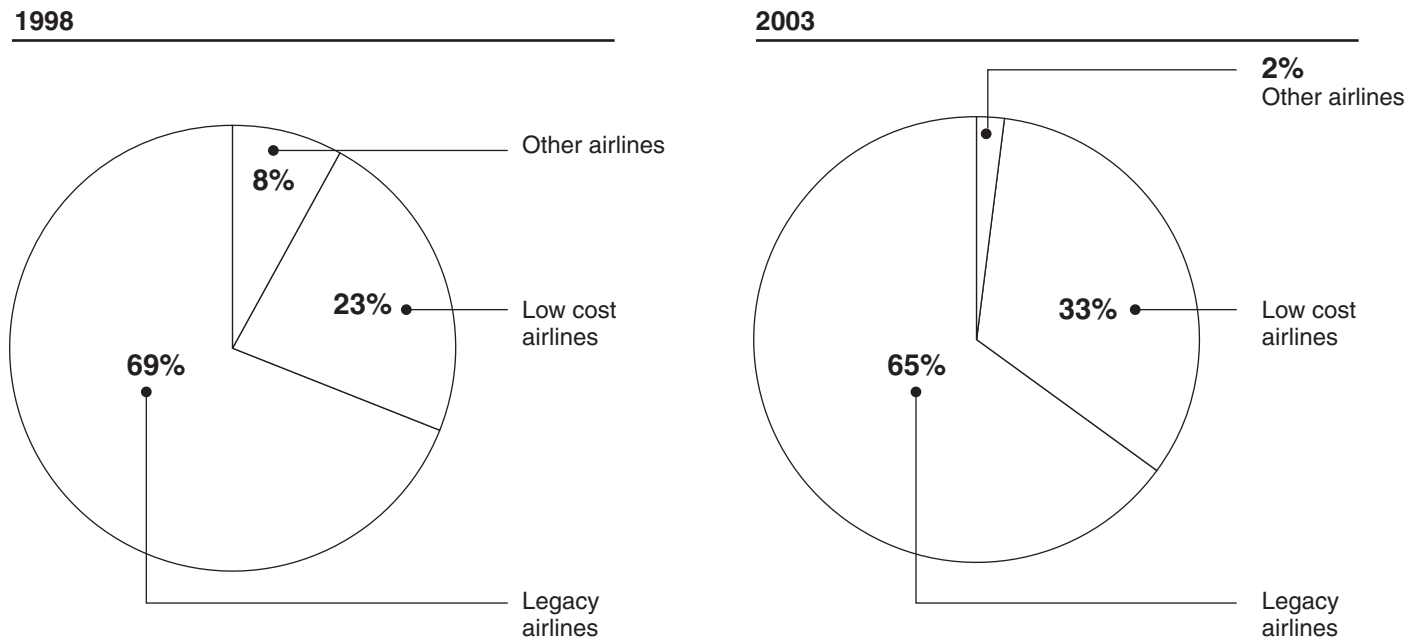 1998
Other airlines
8%
23%
Low cost
airlines
69%
Legacy
airlines
2003
2%
Other airlines
33%
Low cost
airlines
65%
Legacy
airlines